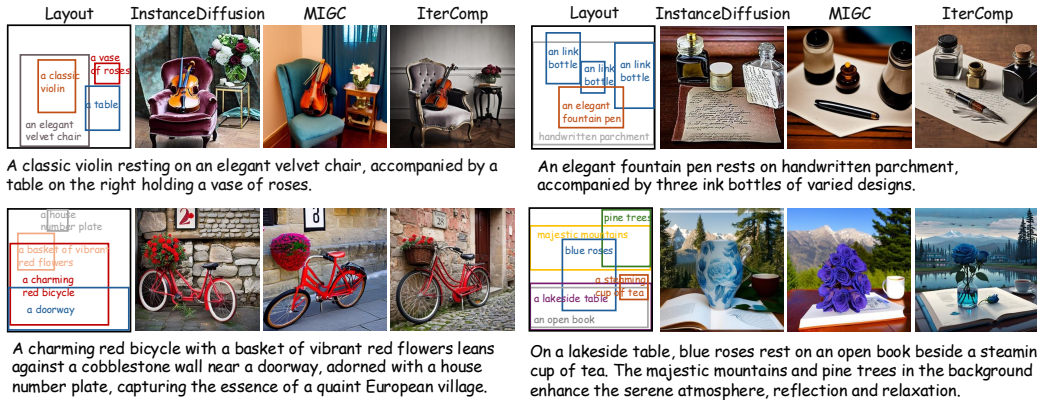 Layout InstanceDiffusion MIGC IterComp
a classic
violin
a vase
of roses
a table
an elegant
velvet chair
A classic violin resting on an elegant velvet chair, accompanied by a
table on the right holding a vase of roses.
Layout InstanceDiffusion MIGC IterComp
an link
bottle
an link
bottle
an link
bottle
an elegant
fountain pen
handwritten parchment
An elegant fountain pen rests on handwritten parchment,
accompanied by three ink bottles of varied designs.
a house
number plate
a basket of vibrant
red flowers
a charming
red bicycle
a doorway
2
3
28
A charming red bicycle with a basket of vibrant red flowers leans
against a cobblestone wall near a doorway, adorned with a house
number plate, capturing the essence of a quaint European village.
pine trees
majestic mountains
blue roses
a steaming
cup of tea
a lakeside table
an open book
On a lakeside table, blue roses rest on an open book beside a steamin
cup of tea. The majestic mountains and pine trees in the background
enhance the serene atmosphere, reflection and relaxation.